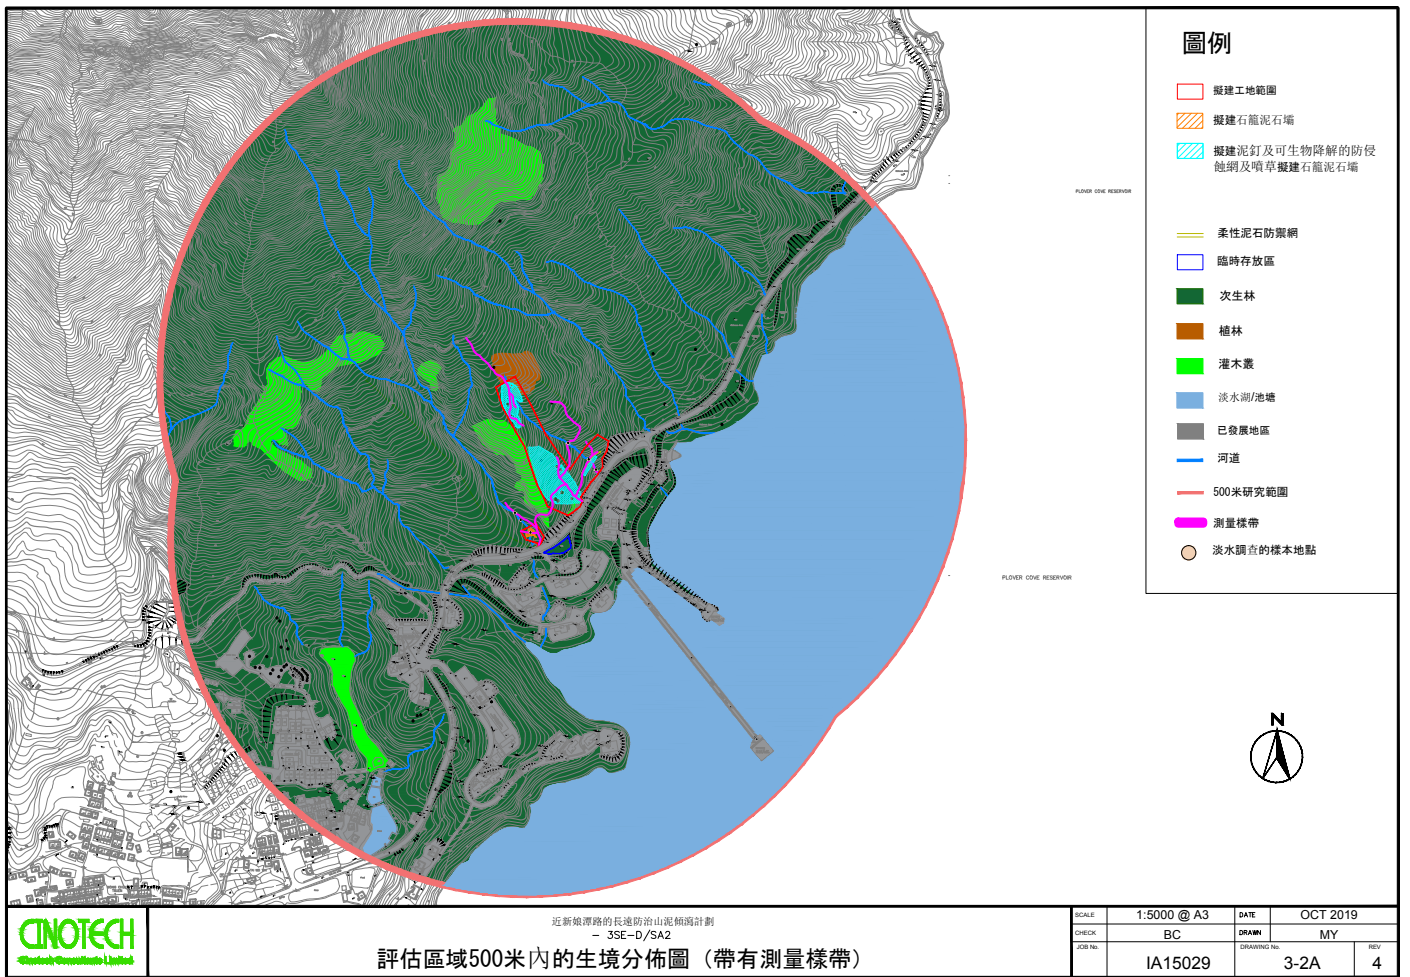 圖例
擬建工地範圍
擬建石籠泥石壩
擬建泥釘及可生物降解的防侵
蝕網及噴草擬建石籠泥石壩
柔性泥石防禦網
臨時存放區
次生林
植林
灌木叢
淡水湖/池塘
已發展地區
河道
500米研究範圍
測量樣帶
淡水調查的樣本地點
PLOVER COVE RESERVOIR
PLOVER COVE RESERVOIR
N
CINOTECH
Cinotech Consultants Limited
近新娘潭路的長遠防治山泥傾瀉計劃
- 3SE-D/SA2
評估區域500米內的生境分佈圖（帶有測量樣帶）
SCALE 1:5000 @ A3 DATE OCT 2019
CHECK BC DRAWN MY
JOB No. IA15029 DRAWING No. 3-2A REV 4